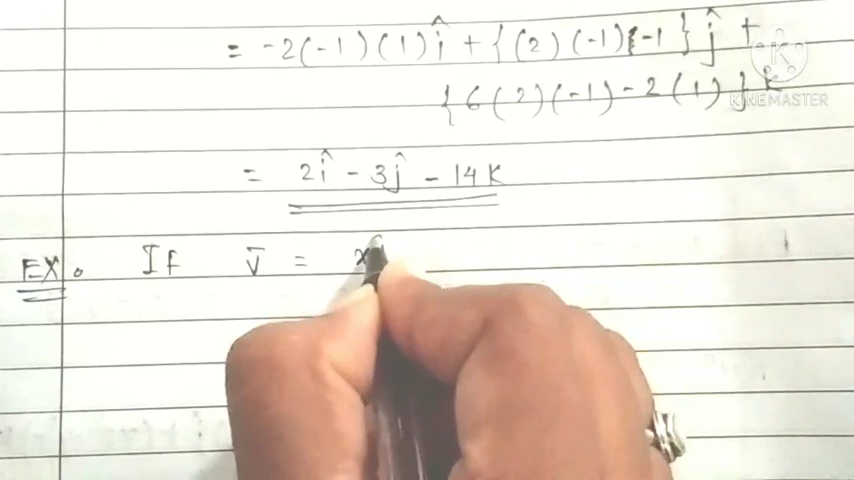 = -2(-1)(1)î + {(2)(-1)-1}ĵ +
{6(2)(-1)-2(1)}k
KINEMASTER
= 2î - 3ĵ - 14k
EX. If v̄ = x